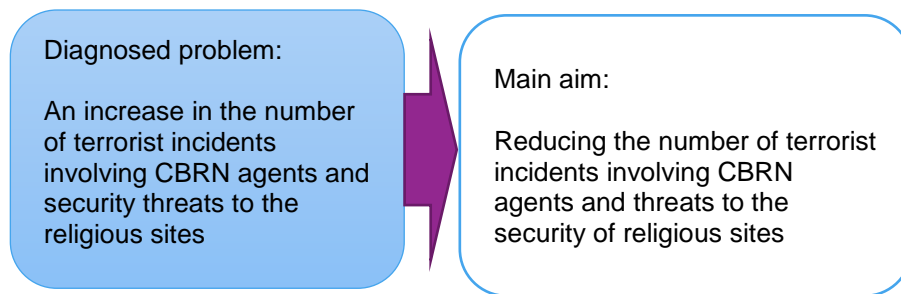 Diagnosed problem:
An increase in the number
of terrorist incidents
involving CBRN agents and
security threats to the
religious sites
Main aim:
Reducing the number of terrorist
incidents involving CBRN
agents and threats to the
security of religious sites